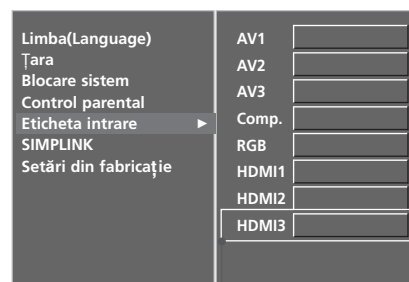 Limba(Language)
Țara
Blocare sistem
Control parental
Eticheta intrare ►
SIMPLINK
Setări din fabricație
AV1
AV2
AV3
Comp.
RGB
HDMI1
HDMI2
HDMI3